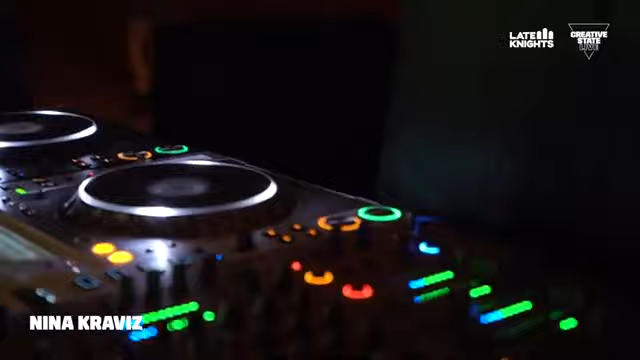 LATE
KNIGHTS
CREATIVE
STATE
LIVE
NINA KRAVIZ